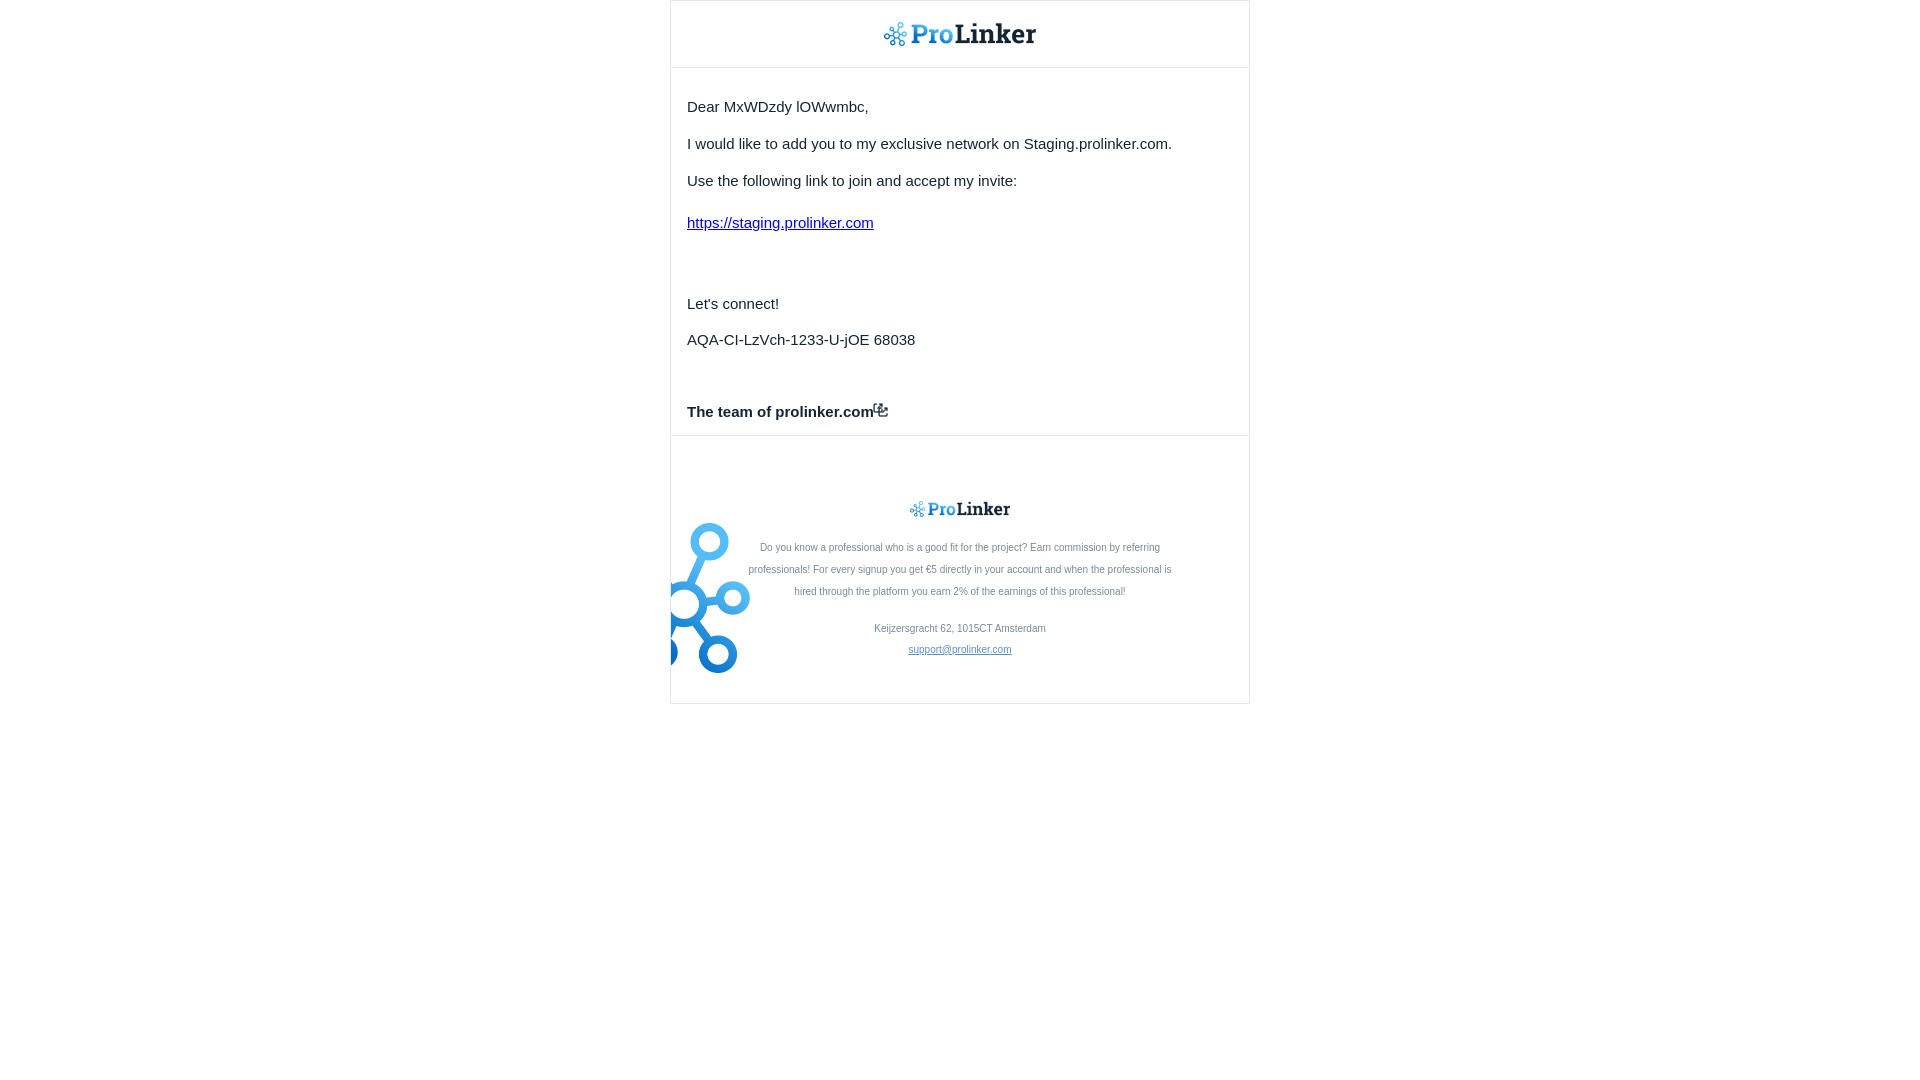 ProLinker
Dear MxWDzdy lOWwmbc,
I would like to add you to my exclusive network on Staging.prolinker.com.
Use the following link to join and accept my invite:
https://staging.prolinker.com
Let's connect!
AQA-CI-LzVch-1233-U-jOE 68038
The team of prolinker.com
ProLinker
Do you know a professional who is a good fit for the project? Earn commission by referring
professionals! For every signup you get €5 directly in your account and when the professional is
hired through the platform you earn 2% of the earnings of this professional!
Keijzersgracht 62, 1015CT Amsterdam
support@prolinker.com